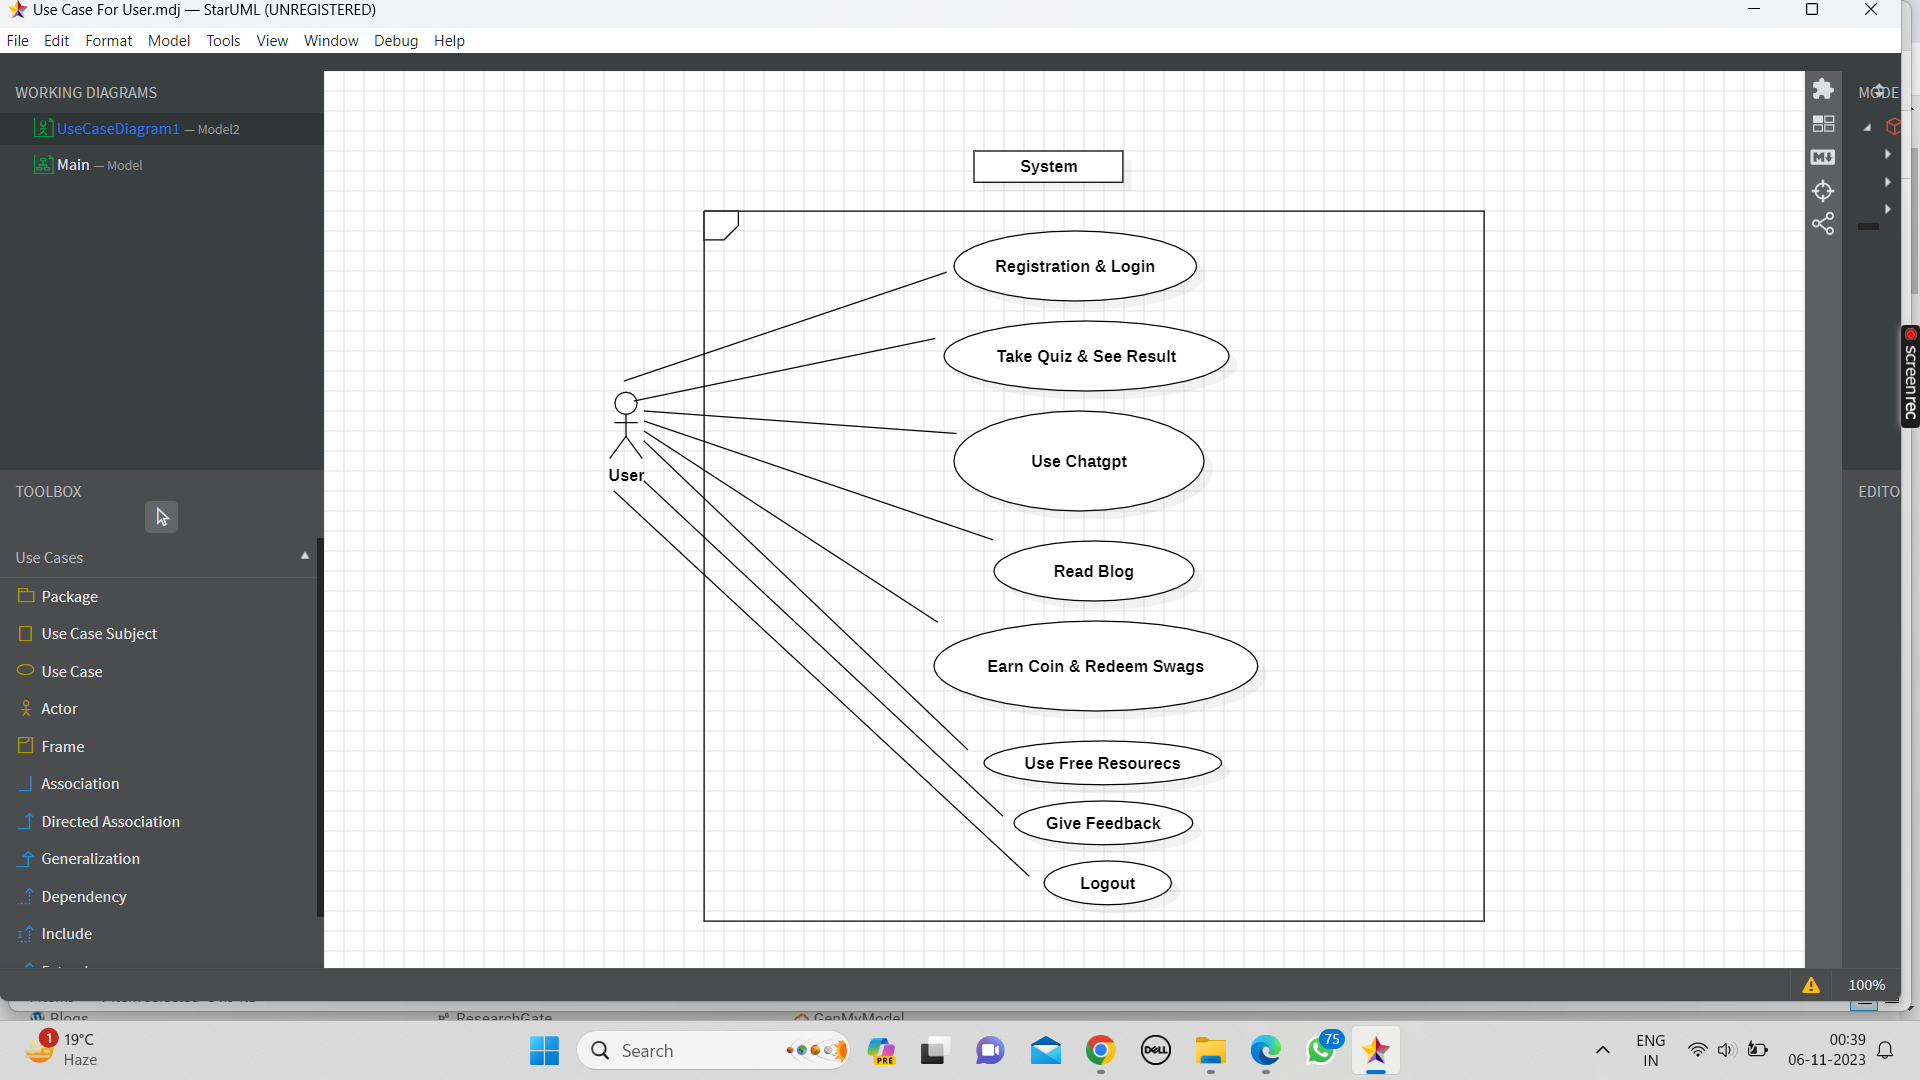 Use Case For User.mdj — StarUML (UNREGISTERED)
File Edit Format Model Tools View Window Debug Help
WORKING DIAGRAMS
UseCaseDiagram1 — Model2
Main — Model
TOOLBOX
Use Cases
Package
Use Case Subject
Use Case
Actor
Frame
Association
Directed Association
Generalization
Dependency
Include
System
Registration & Login
Take Quiz & See Result
Use Chatgpt
Read Blog
Earn Coin & Redeem Swags
Use Free Resourecs
Give Feedback
Logout
User
MODE
EDITO
screenrec
100%
Blogs
ResearchGate
GenMyModel
1
19°C
Haze
Search
PRE
DELL
75
ENG
IN
00:39
06-11-2023